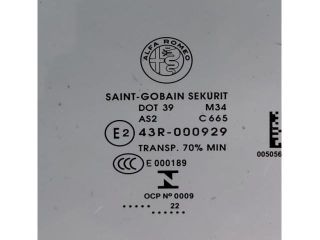 ALFA ROMEO
SAINT-GOBAIN SEKURIT
DOT 39 M34
AS2 C 665
E2 43R-000929
TRANSP. 70% MIN
CCC E 000189
OCP Nº 0009
22
005056